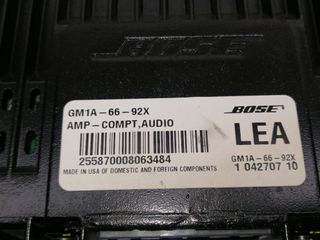 BOSE
GM1A-66-92X
AMP-COMPT,AUDIO
255870008063484
MADE IN USA OF DOMESTIC AND FOREIGN COMPONENTS
BOSE
LEA
GM1A-66-92X
1 042707 10